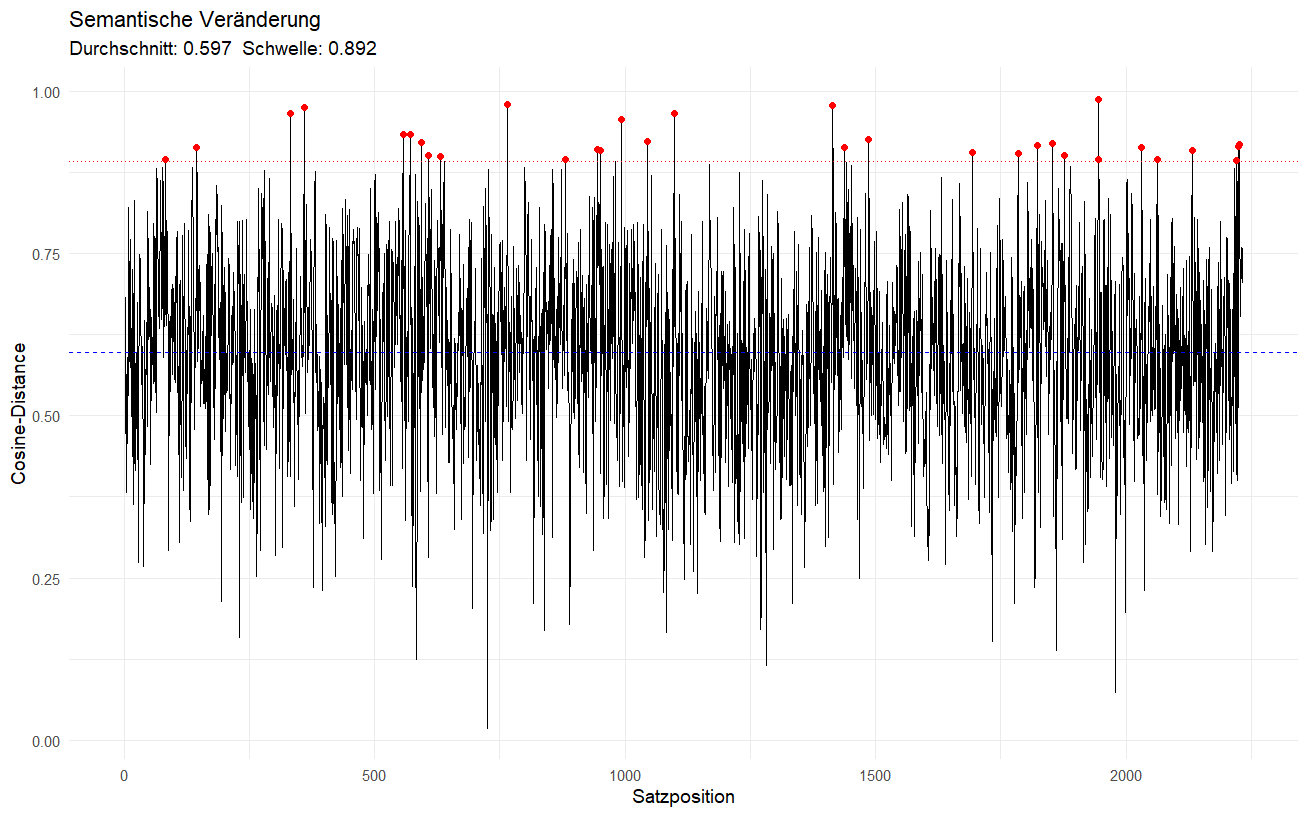 Semantische Veränderung
Durchschnitt: 0.597  Schwelle: 0.892
1.00
0.75
0.50
0.25
0.00
Cosine-Distance
0 500 1000 1500 2000
Satzposition